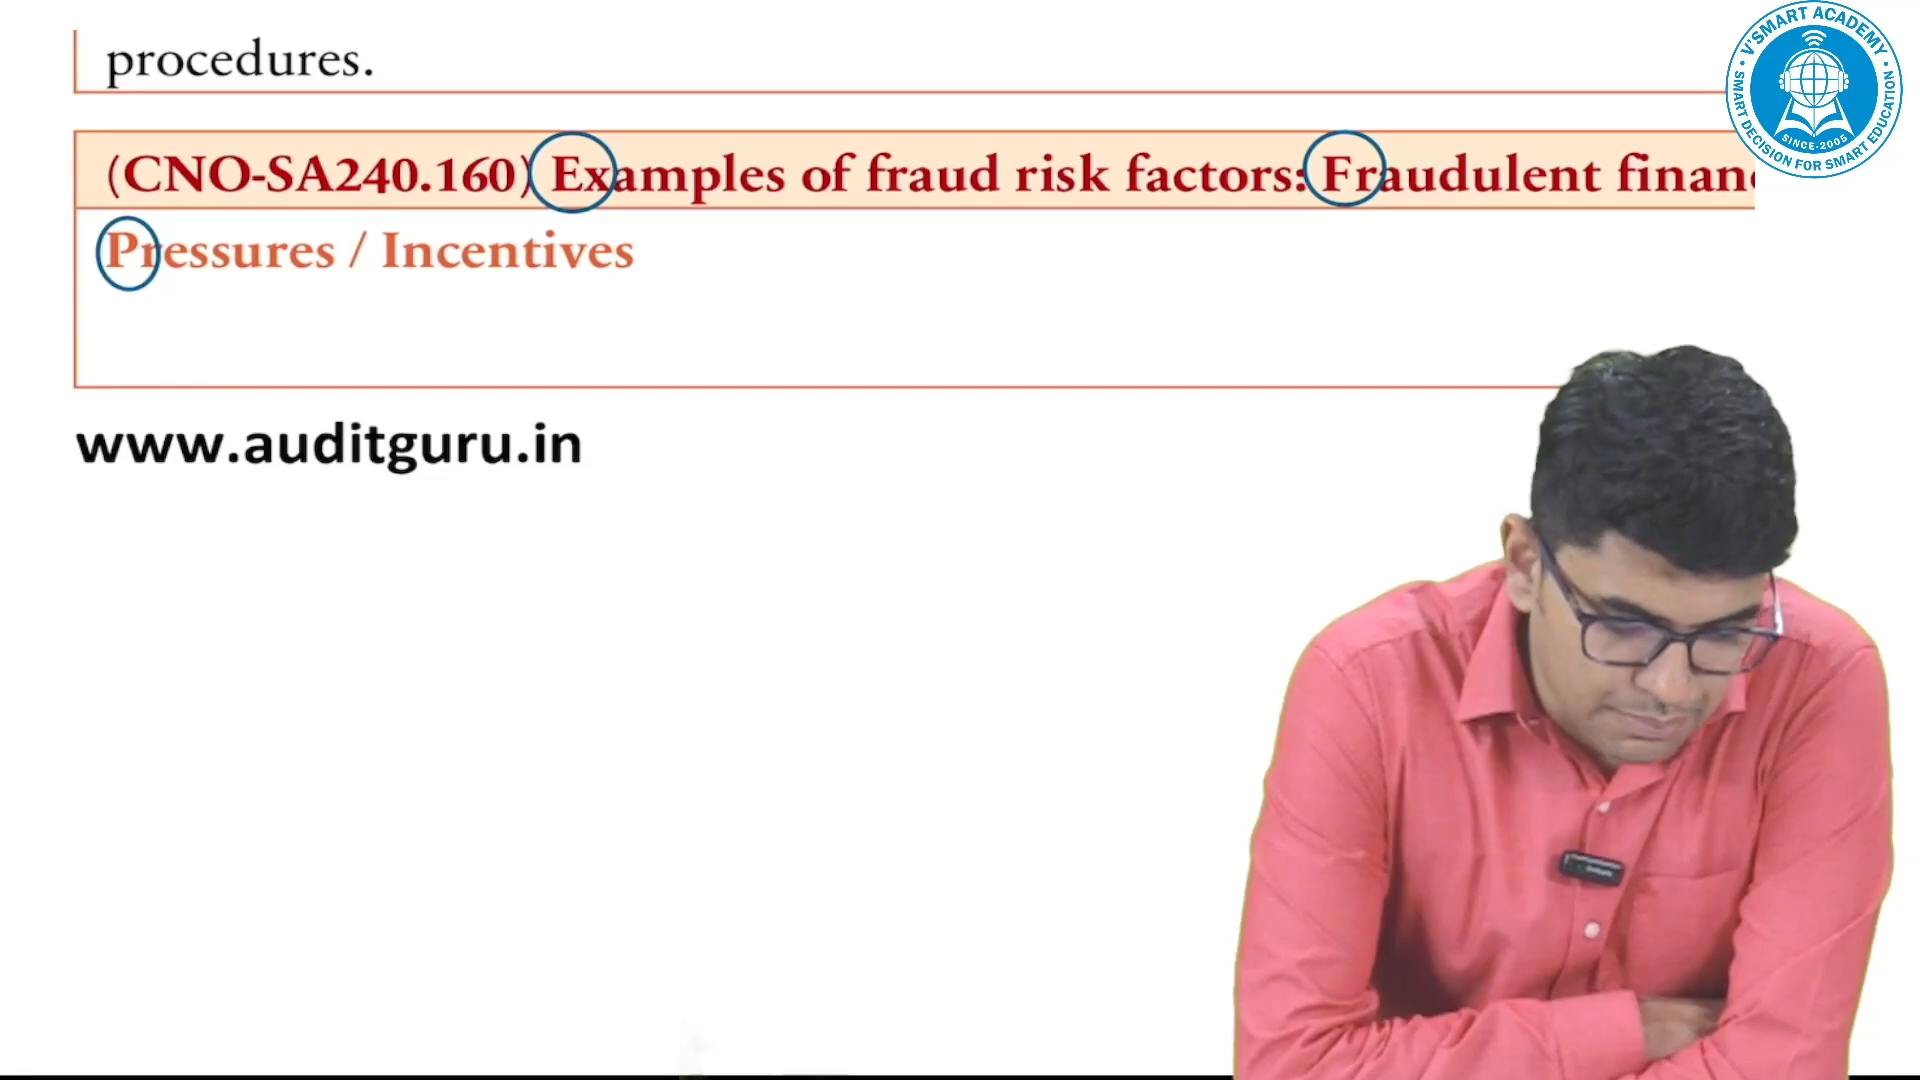 procedures.
(CNO-SA240.160) Examples of fraud risk factors: Fraudulent finan
Pressures / Incentives
www.auditguru.in
V'SMART ACADEMY
SMART DECISION FOR SMART EDUCATION
SINCE-2005